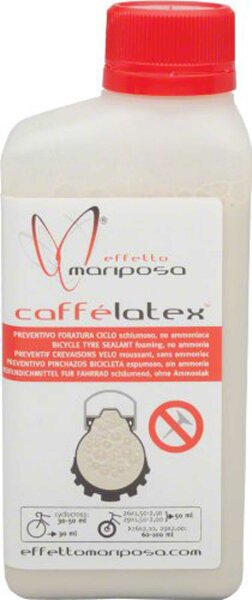 effetto
mariposa®
caffélatex™
PREVENTIVO FORATURA CICLO schiumoso, no ammoniaca
BICYCLE TYRE SEALANT foaming, no ammonia
PREVENTIF CREVAISONS VELO moussant, sans ammoniac
PREVENTIVO PINCHAZOS BICICLETA espumoso, sin amoniaco
REIFENDICHTMITTEL FUR FAHRRAD schäumend, ohne Ammoniak
cyclocross:
30-50 ml
30 ml
50 ml
60-100 ml
effettomariposa.com